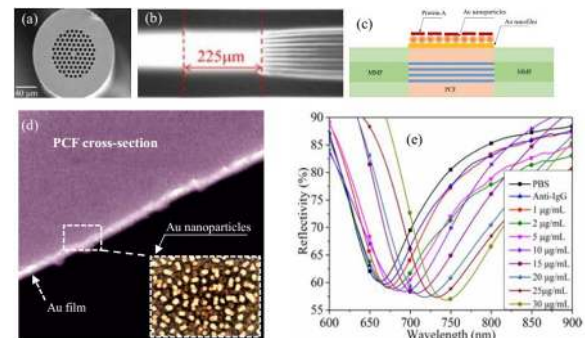 (a)
40 μm
(b)
225μm
(c)
Protein A
Au nanoparticles
Au nanofilm
MMF
MMF
PCF
(d)
PCF cross-section
Au nanoparticles
Au film
(e)
Reflectivity (%)
90
85
80
75
70
65
60
55
PBS
Anti-IgG
1 μg/mL
2 μg/mL
5 μg/mL
10 μg/mL
15 μg/mL
20 μg/mL
25μg/mL
30 μg/mL
600 650 700 750 800 850 900
Wavelength (nm)